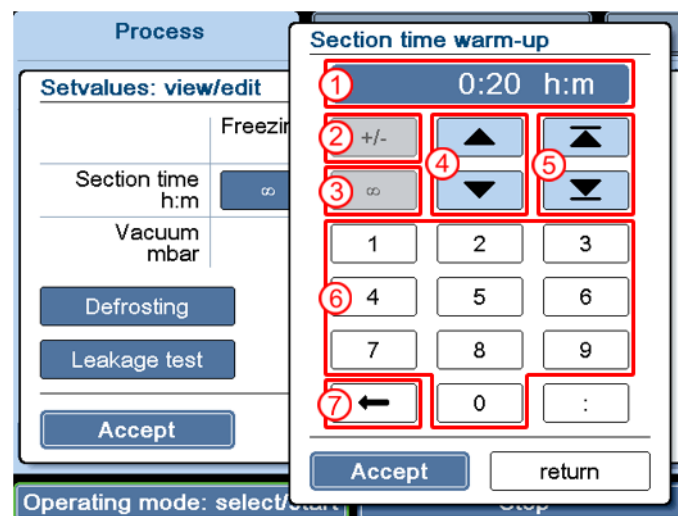 Process
Section time warm-up
Setvalues: view/edit
1 0:20 h:m
Freezin
2 +/-
4
5
Section time
h:m
∞
3 ∞
Vacuum
mbar
1 2 3
Defrosting
6 4 5 6
Leakage test
7 8 9
7 ← 0 :
Accept
Accept return
Operating mode: select/start
Stop